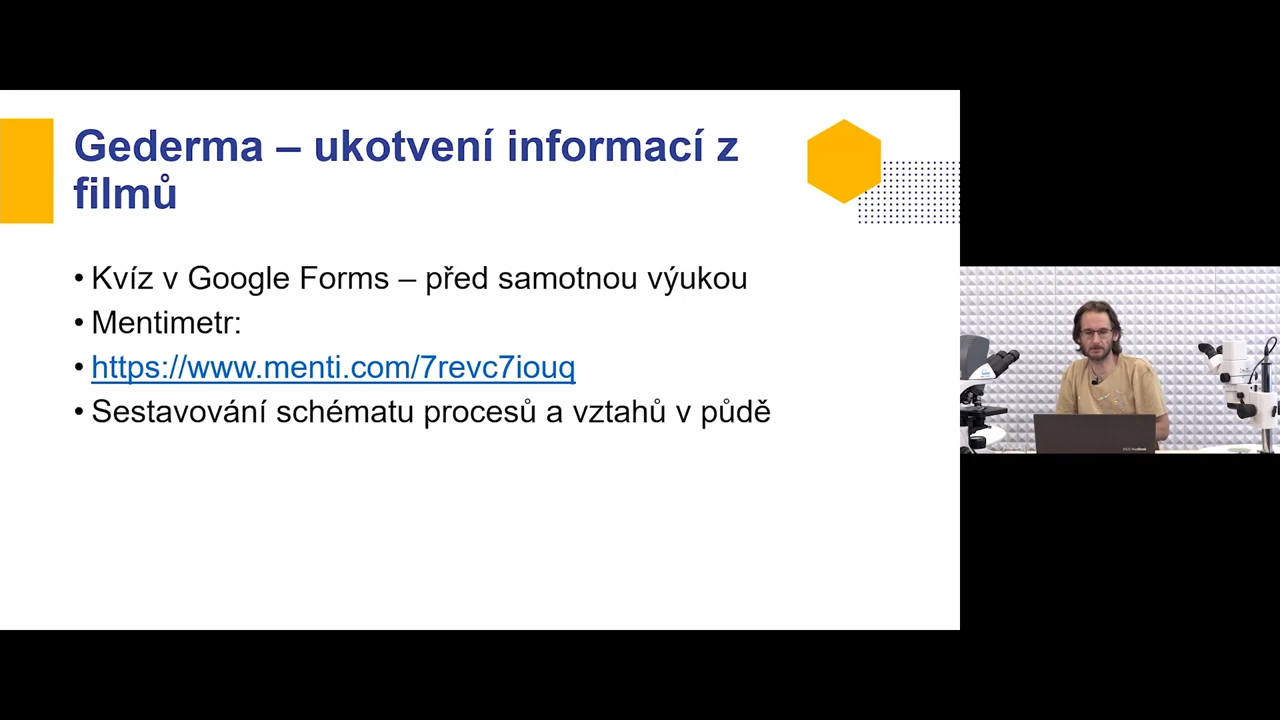 Gederma – ukotvení informací z
filmů
• Kvíz v Google Forms – před samotnou výukou
• Mentimetr:
• https://www.menti.com/7revc7iouq
• Sestavování schématu procesů a vztahů v půdě